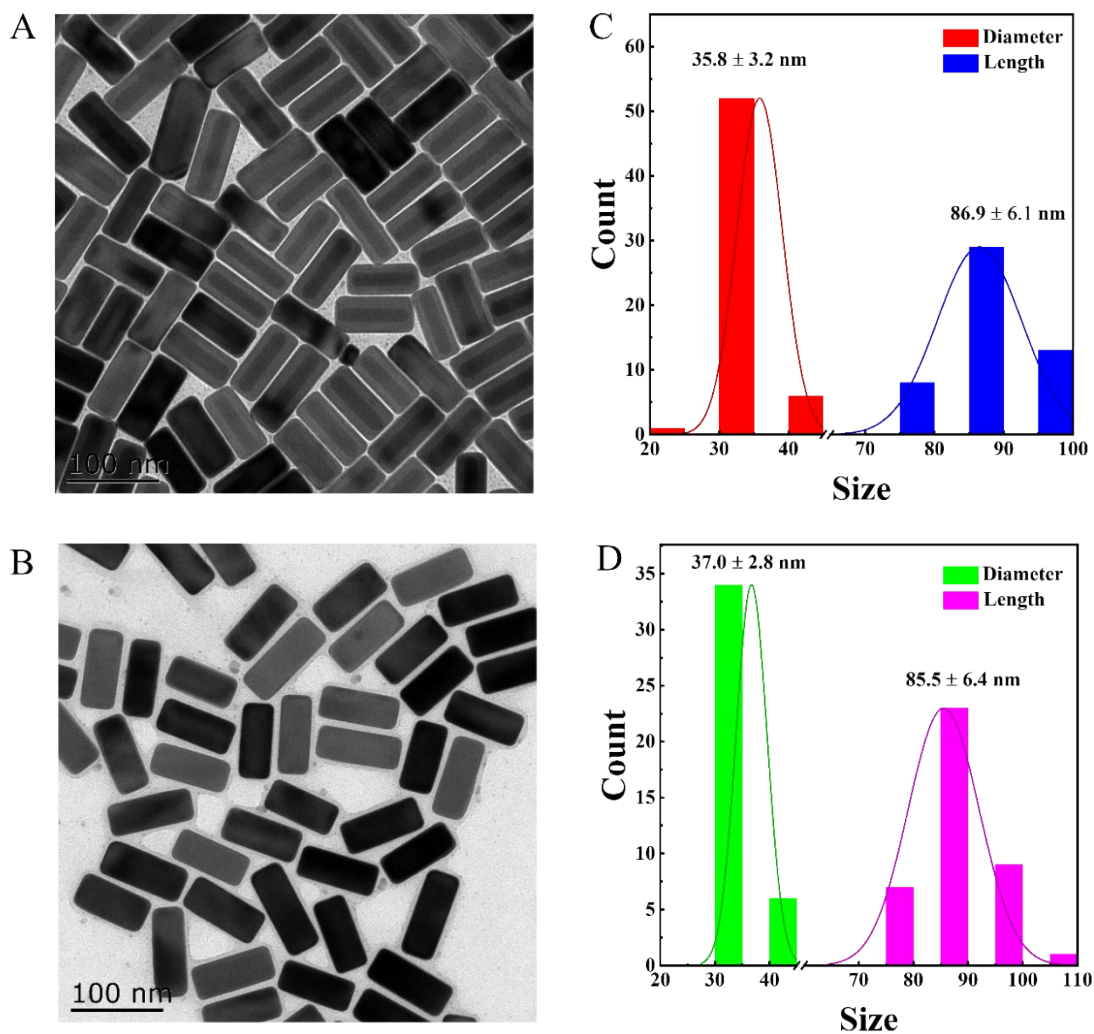 A
100 nm
C
Diameter
Length
35.8 ± 3.2 nm
86.9 ± 6.1 nm
60
50
40
30
20
10
0
20 30 40 70 80 90 100
Count
Size
B
100 nm
D
Diameter
Length
37.0 ± 2.8 nm
85.5 ± 6.4 nm
35
30
25
20
15
10
5
0
20 30 40 70 80 90 100 110
Count
Size